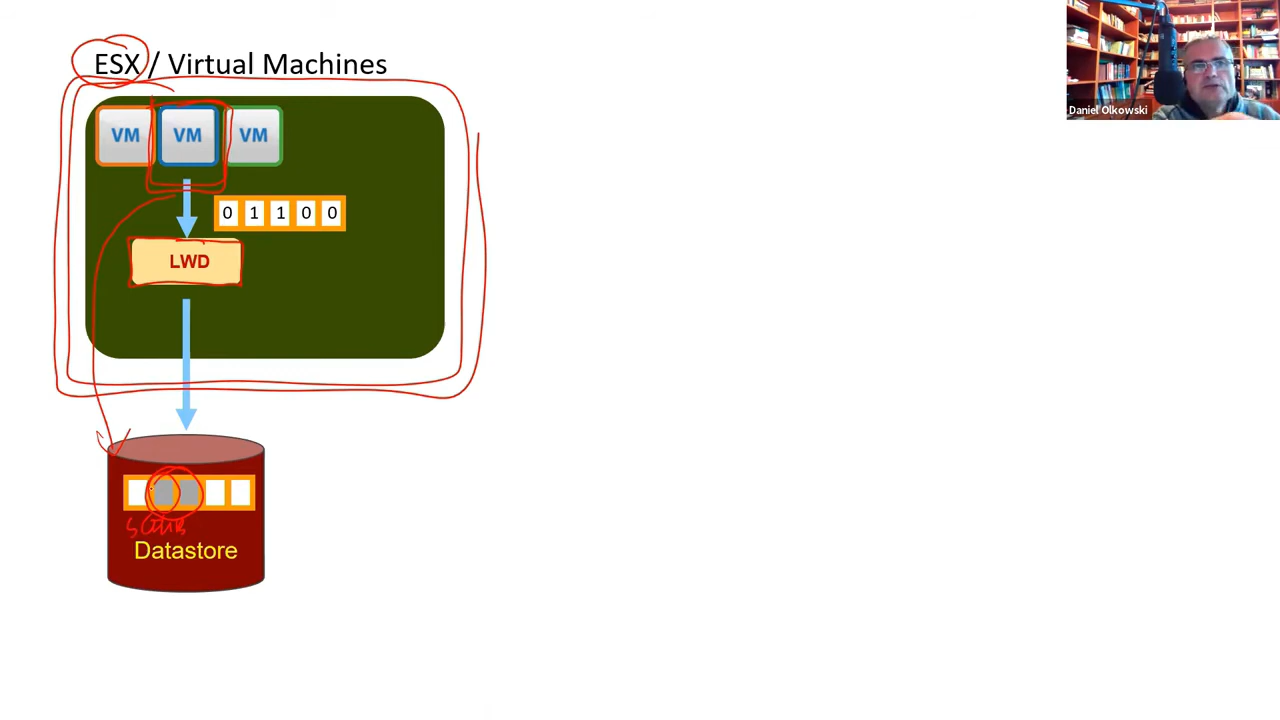 ESX / Virtual Machines
VM VM VM
0 1 1 0 0
LWD
Datastore
Daniel Olkowski